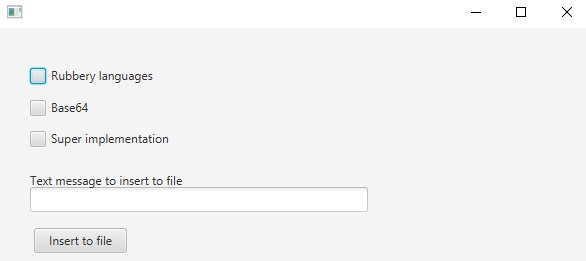 Rubbery languages
Base64
Super implementation
Text message to insert to file
Insert to file